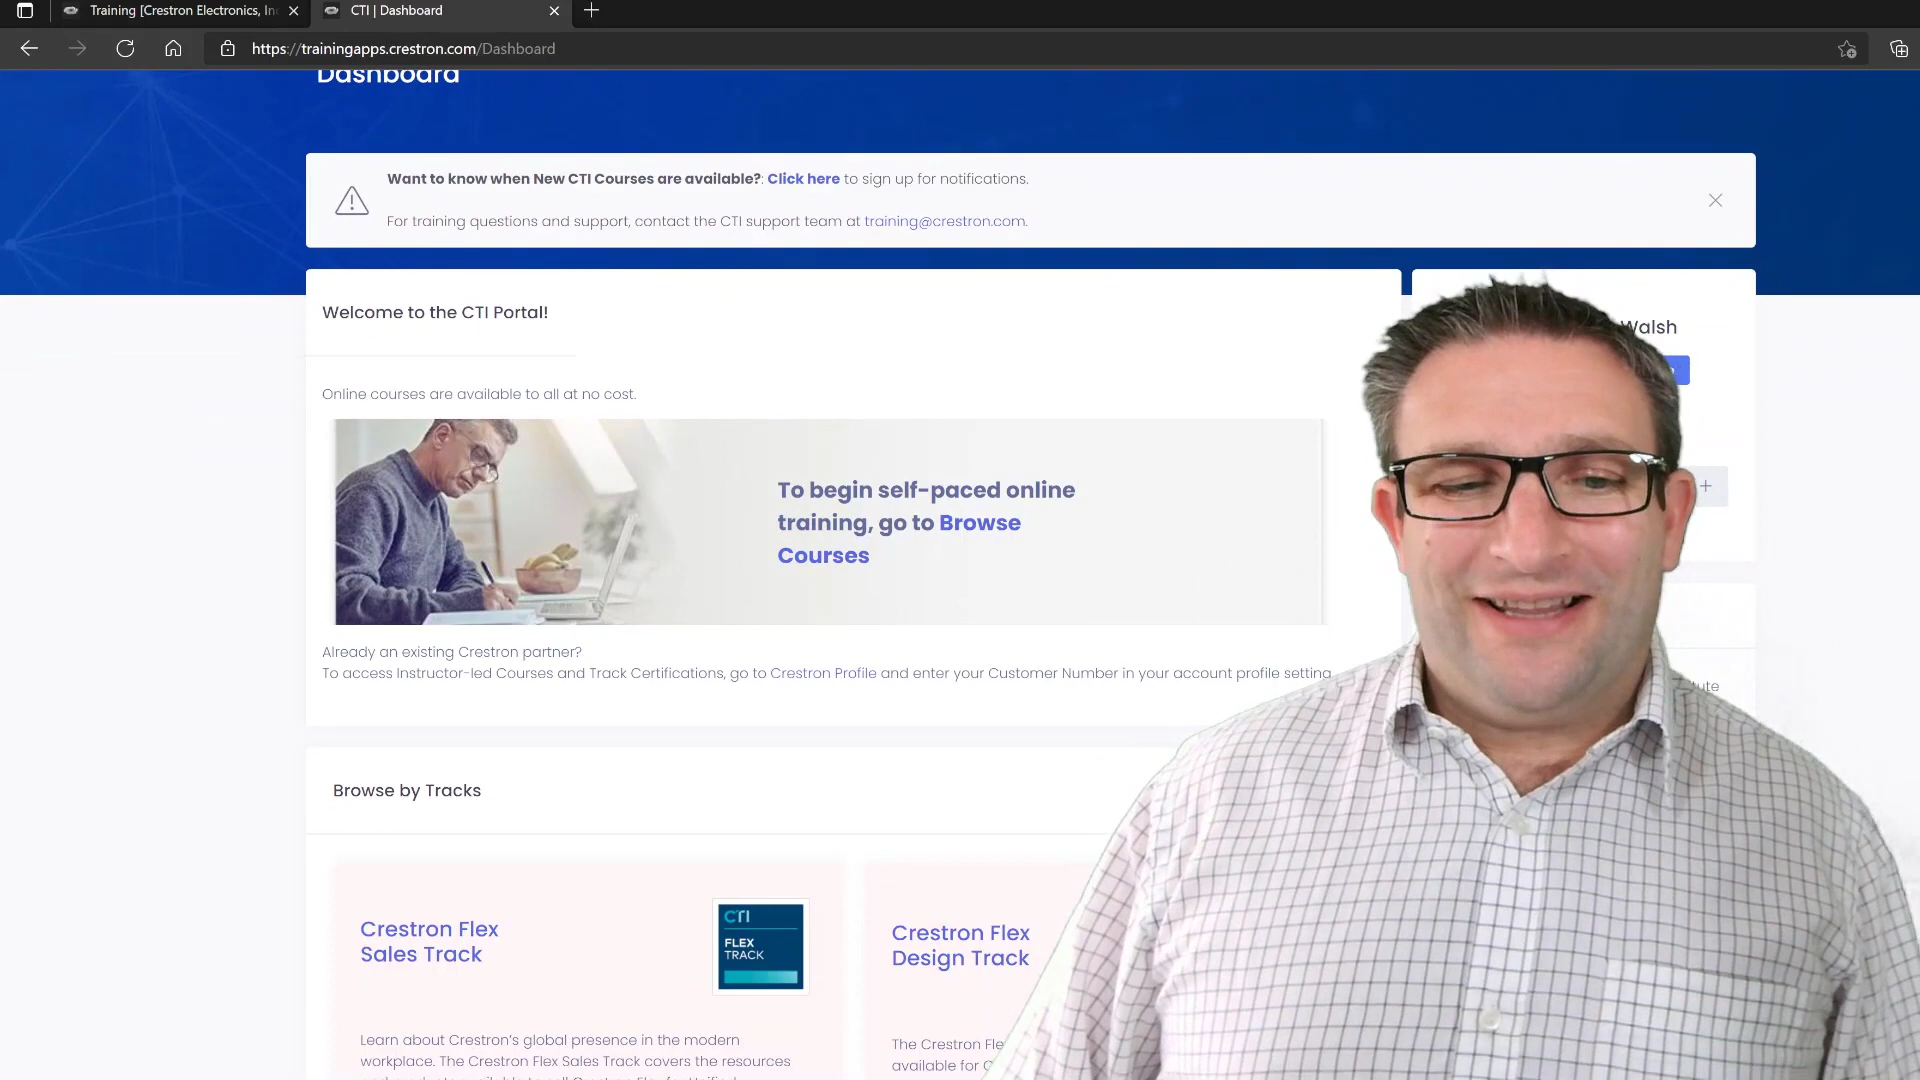 Training [Crestron Electronics, In
CTI | Dashboard
https://trainingapps.crestron.com/Dashboard
Dashboard
Want to know when New CTI Courses are available?: Click here to sign up for notifications.
For training questions and support, contact the CTI support team at training@crestron.com.
Welcome to the CTI Portal!
Walsh
Online courses are available to all at no cost.
To begin self-paced online
training, go to Browse
Courses
Already an existing Crestron partner?
To access Instructor-led Courses and Track Certifications, go to Crestron Profile and enter your Customer Number in your account profile setting
Browse by Tracks
Crestron Flex
Sales Track
CTI
FLEX
TRACK
Learn about Crestron's global presence in the modern
workplace. The Crestron Flex Sales Track covers the resources
Crestron Flex
Design Track
The Crestron Fle
available for C